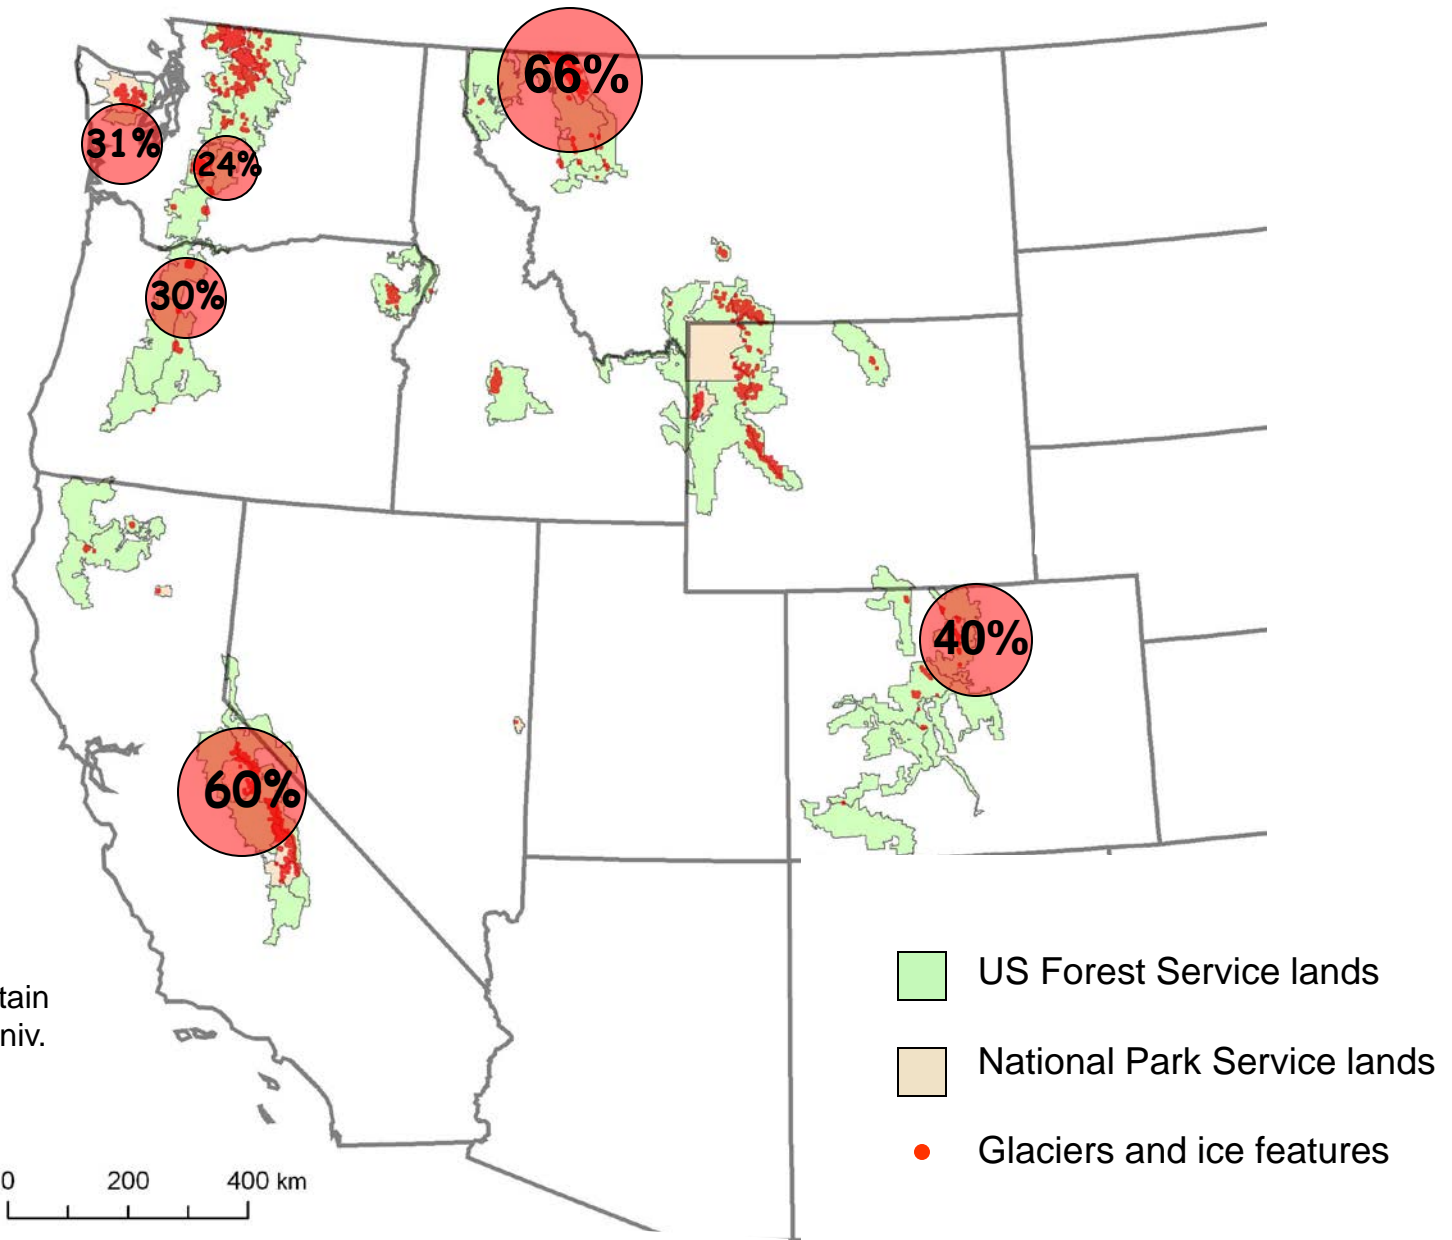 66%
31%
24%
30%
40%
60%
US Forest Service lands
tain
niv.
National Park Service lands
Glaciers and ice features
0 200 400 km